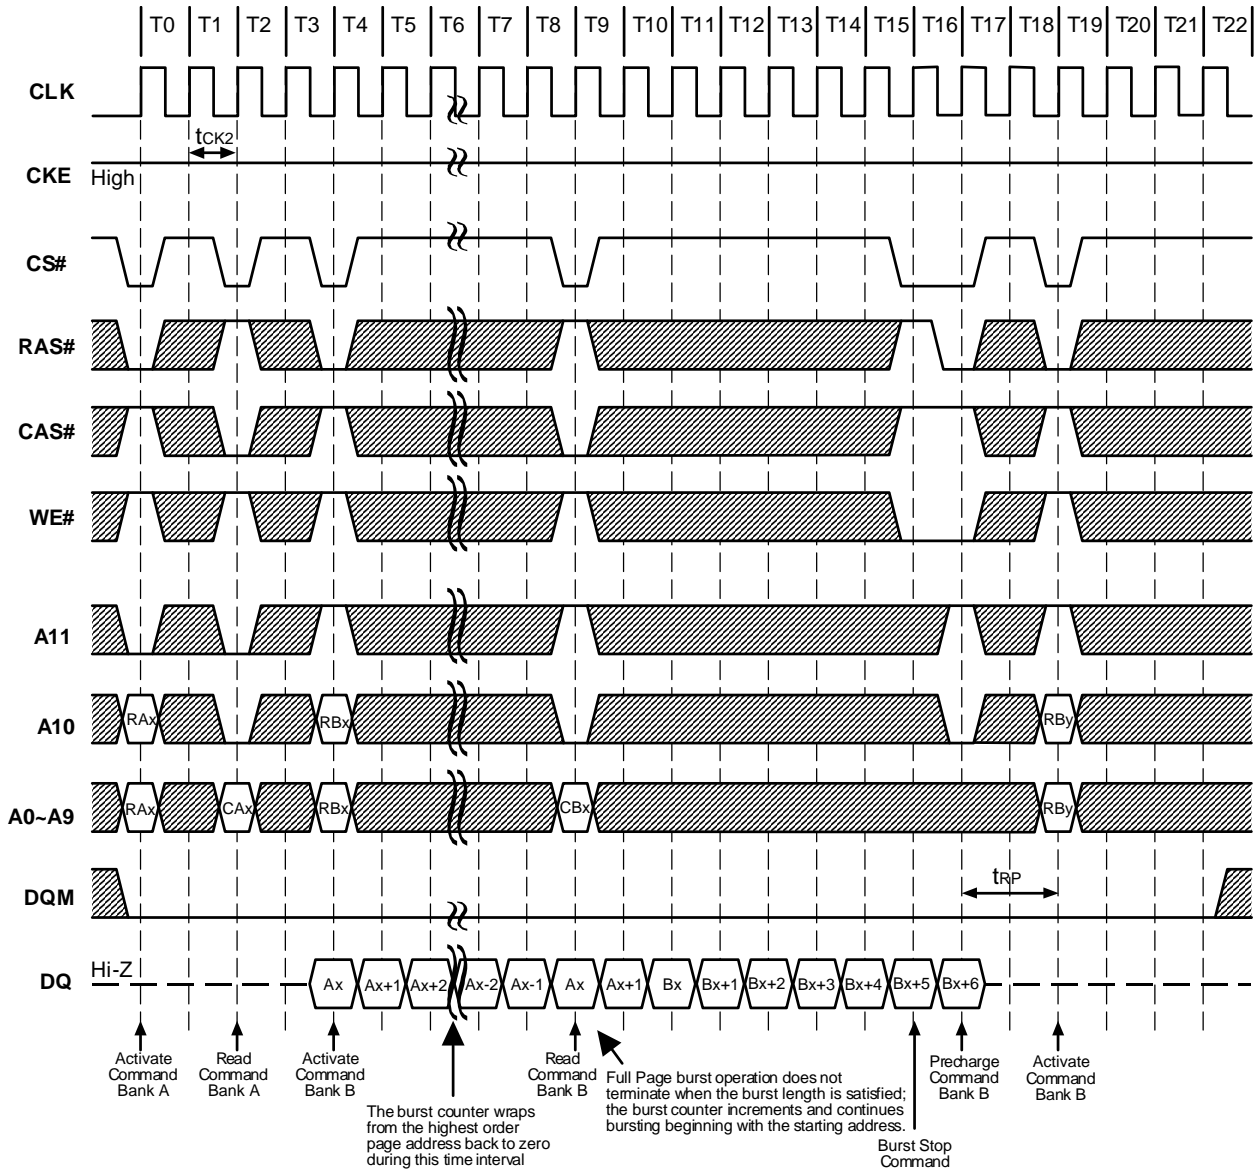 T0 T1 T2 T3 T4 T5 T6 T7 T8 T9 T10 T11 T12 T13 T14 T15 T16 T17 T18 T19 T20 T21 T22
CLK
tCK2
CKE High
CS#
RAS#
CAS#
WE#
A11
A10 RAx RBx RBy
A0~A9 RAx CAx RBx CBx RBy
DQM tRP
DQ Hi-Z Ax Ax+1 Ax+2 Ax-2 Ax-1 Ax Ax+1 Bx Bx+1 Bx+2 Bx+3 Bx+4 Bx+5 Bx+6
Activate
Command
Bank A
Read
Command
Bank A
Activate
Command
Bank B
The burst counter wraps
from the highest order
page address back to zero
during this time interval
Read
Command
Bank B
Full Page burst operation does not
terminate when the burst length is satisfied;
the burst counter increments and continues
bursting beginning with the starting address.
Burst Stop
Command
Precharge
Command
Bank B
Activate
Command
Bank B